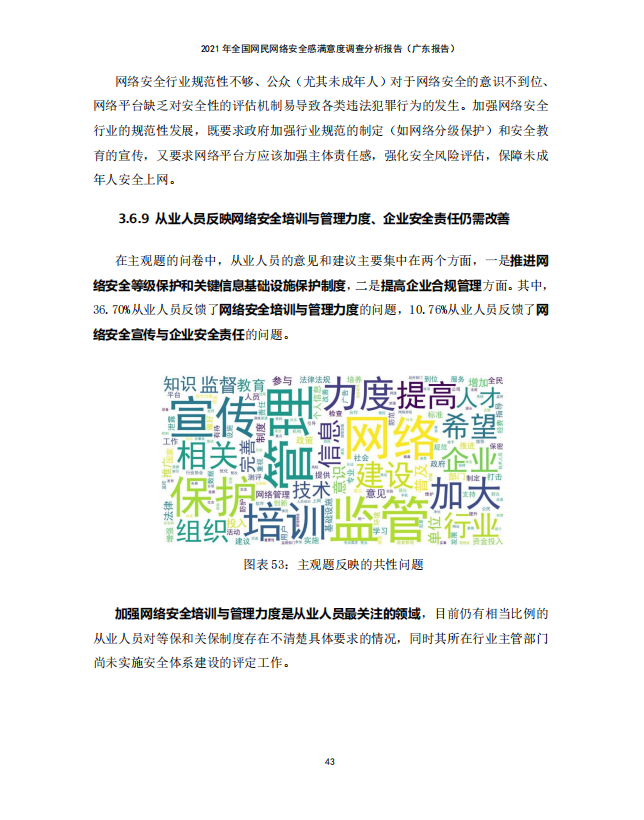 2021 年全国网民网络安全感满意度调查分析报告（广东报告）
网络安全行业规范性不够、公众（尤其未成年人）对于网络安全的意识不到位、
网络平台缺乏对安全性的评估机制易导致各类违法犯罪行为的发生。加强网络安全
行业的规范性发展，既要求政府加强行业规范的制定（如网络分级保护）和安全教
育的宣传，又要求网络平台方应该加强主体责任感，强化安全风险评估，保障未成
年人安全上网。
3.6.9 从业人员反映网络安全培训与管理力度、企业安全责任仍需改善
在主观题的问卷中，从业人员的意见和建议主要集中在两个方面，一是推进网
络安全等级保护和关键信息基础设施保护制度，二是提高企业合规管理方面。其中，
36.70%从业人员反馈了网络安全培训与管理力度的问题，10.76%从业人员反馈了网
络安全宣传与企业安全责任的问题。
知识 监督 教育 参与 法律法规 力度 提高 增加 全民
宣传 管理 信息 网络 人才 希望
相关 完善 制度 意识 建设 普及 企业
保护 技术 网络管理 意见 加大
组织 投入 培训 监管 单位 行业
图表 53：主观题反映的共性问题
加强网络安全培训与管理力度是从业人员最关注的领域，目前仍有相当比例的
从业人员对等保和关保制度存在不清楚具体要求的情况，同时其所在行业主管部门
尚未实施安全体系建设的评定工作。
43